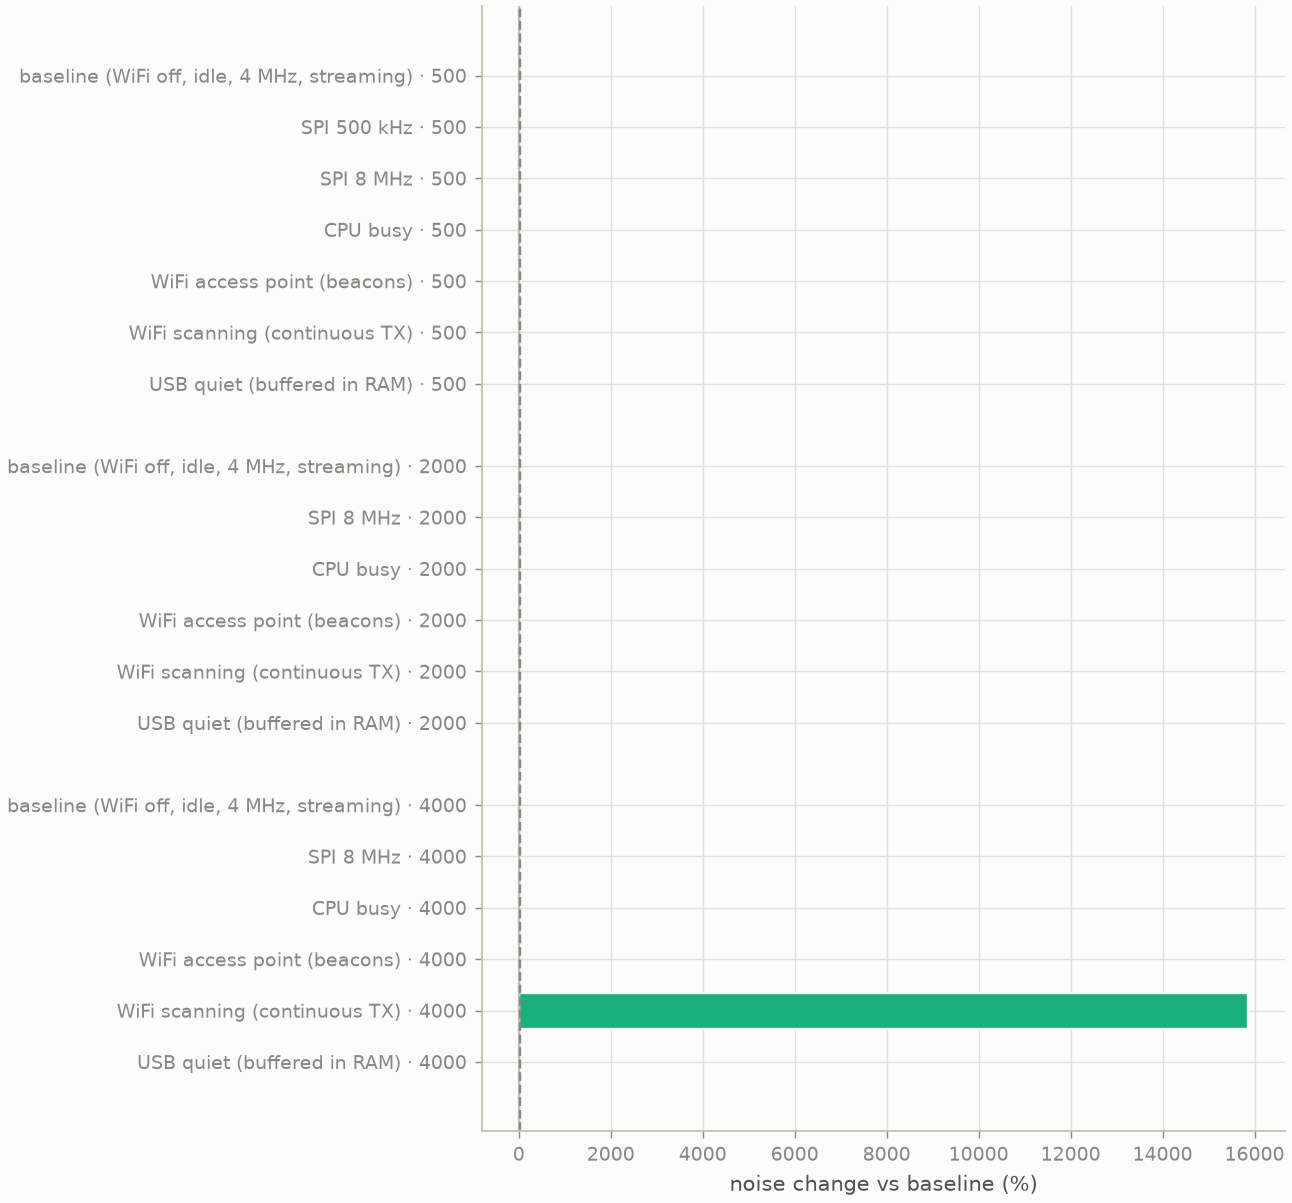 baseline (WiFi off, idle, 4 MHz, streaming) · 500
SPI 500 kHz · 500
SPI 8 MHz · 500
CPU busy · 500
WiFi access point (beacons) · 500
WiFi scanning (continuous TX) · 500
USB quiet (buffered in RAM) · 500
baseline (WiFi off, idle, 4 MHz, streaming) · 2000
SPI 8 MHz · 2000
CPU busy · 2000
WiFi access point (beacons) · 2000
WiFi scanning (continuous TX) · 2000
USB quiet (buffered in RAM) · 2000
baseline (WiFi off, idle, 4 MHz, streaming) · 4000
SPI 8 MHz · 4000
CPU busy · 4000
WiFi access point (beacons) · 4000
WiFi scanning (continuous TX) · 4000
USB quiet (buffered in RAM) · 4000
0 2000 4000 6000 8000 10000 12000 14000 16000
noise change vs baseline (%)